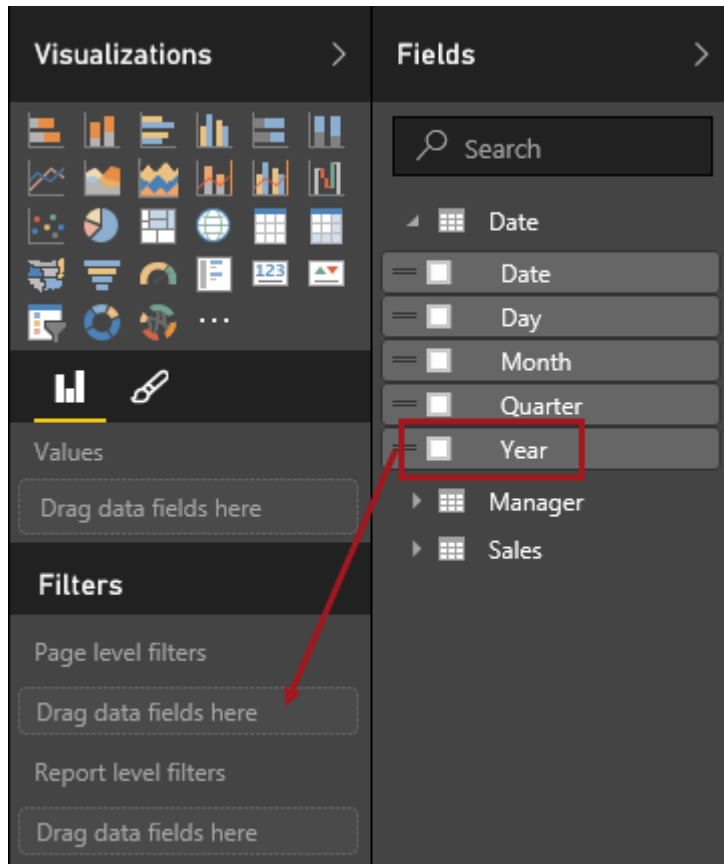 Visualizations
123
Values
Drag data fields here
Filters
Page level filters
Drag data fields here
Report level filters
Drag data fields here
Fields
Search
Date
Date
Day
Month
Quarter
Year
Manager
Sales